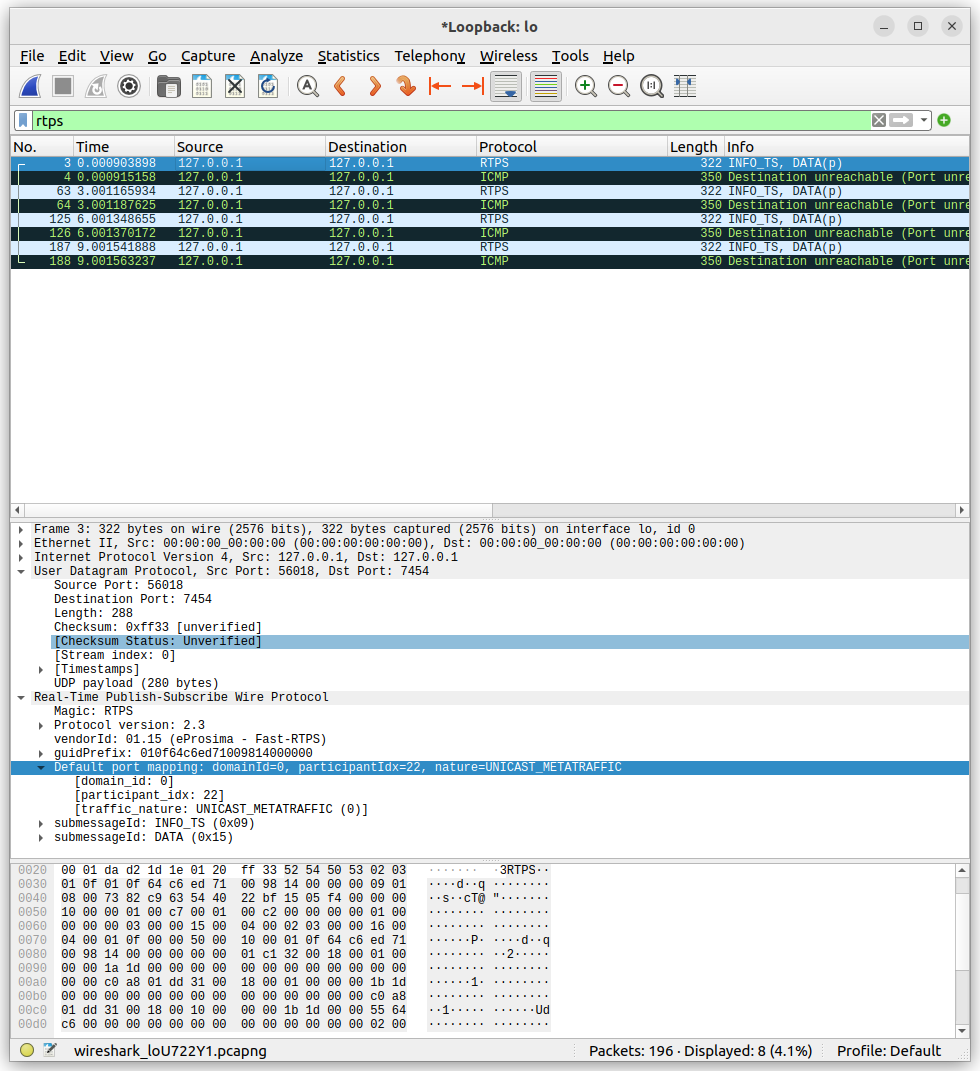 *Loopback: lo
File Edit View Go Capture Analyze Statistics Telephony Wireless Tools Help
rtps
No. Time Source Destination Protocol Length Info
3 0.000903898 127.0.0.1 127.0.0.1 RTPS 322 INFO_TS, DATA(p)
4 0.000915158 127.0.0.1 127.0.0.1 ICMP 350 Destination unreachable (Port unre
63 3.001165934 127.0.0.1 127.0.0.1 RTPS 322 INFO_TS, DATA(p)
64 3.001187625 127.0.0.1 127.0.0.1 ICMP 350 Destination unreachable (Port unre
125 6.001348655 127.0.0.1 127.0.0.1 RTPS 322 INFO_TS, DATA(p)
126 6.001370172 127.0.0.1 127.0.0.1 ICMP 350 Destination unreachable (Port unre
187 9.001541888 127.0.0.1 127.0.0.1 RTPS 322 INFO_TS, DATA(p)
188 9.001563237 127.0.0.1 127.0.0.1 ICMP 350 Destination unreachable (Port unre
Frame 3: 322 bytes on wire (2576 bits), 322 bytes captured (2576 bits) on interface lo, id 0
Ethernet II, Src: 00:00:00_00:00:00 (00:00:00:00:00:00), Dst: 00:00:00_00:00:00 (00:00:00:00:00:00)
Internet Protocol Version 4, Src: 127.0.0.1, Dst: 127.0.0.1
User Datagram Protocol, Src Port: 56018, Dst Port: 7454
Source Port: 56018
Destination Port: 7454
Length: 288
Checksum: 0xff33 [unverified]
[Checksum Status: Unverified]
[Stream index: 0]
[Timestamps]
UDP payload (280 bytes)
Real-Time Publish-Subscribe Wire Protocol
Magic: RTPS
Protocol version: 2.3
vendorId: 01.15 (eProsima - Fast-RTPS)
guidPrefix: 010f64c6ed71009814000000
Default port mapping: domainId=0, participantIdx=22, nature=UNICAST_METATRAFFIC
[domain_id: 0]
[participant_idx: 22]
[traffic_nature: UNICAST_METATRAFFIC (0)]
submessageId: INFO_TS (0x09)
submessageId: DATA (0x15)
0020 00 01 da d2 1d 1e 01 20 ff 33 52 54 50 53 02 03 ······· ·3RTPS··
0030 01 0f 01 0f 64 c6 ed 71 00 98 14 00 00 00 09 01 ····d··q ········
0040 08 00 73 82 c9 63 54 40 22 bf 15 05 f4 00 00 00 ··s··cT@ "·······
0050 10 00 00 01 00 c7 00 01 00 c2 00 00 00 00 01 00 ········ ········
0060 00 00 00 03 00 00 15 00 04 00 02 03 00 00 16 00 ········ ········
0070 04 00 01 0f 00 00 50 00 10 00 01 0f 64 c6 ed 71 ······P· ····d··q
0080 00 98 14 00 00 00 00 00 01 c1 32 00 18 00 01 00 ········ ··2·····
0090 00 00 1a 1d 00 00 00 00 00 00 00 00 00 00 00 00 ········ ········
00a0 00 00 c0 a8 01 dd 31 00 18 00 01 00 00 00 1b 1d ······1· ········
00b0 00 00 00 00 00 00 00 00 00 00 00 00 00 00 c0 a8 ········ ········
00c0 01 dd 31 00 18 00 10 00 00 00 1b 1d 00 00 55 64 ··1····· ······Ud
00d0 c6 00 00 00 00 00 00 00 00 00 00 00 00 00 02 00 ········ ········
wireshark_loU722Y1.pcapng Packets: 196 · Displayed: 8 (4.1%) Profile: Default